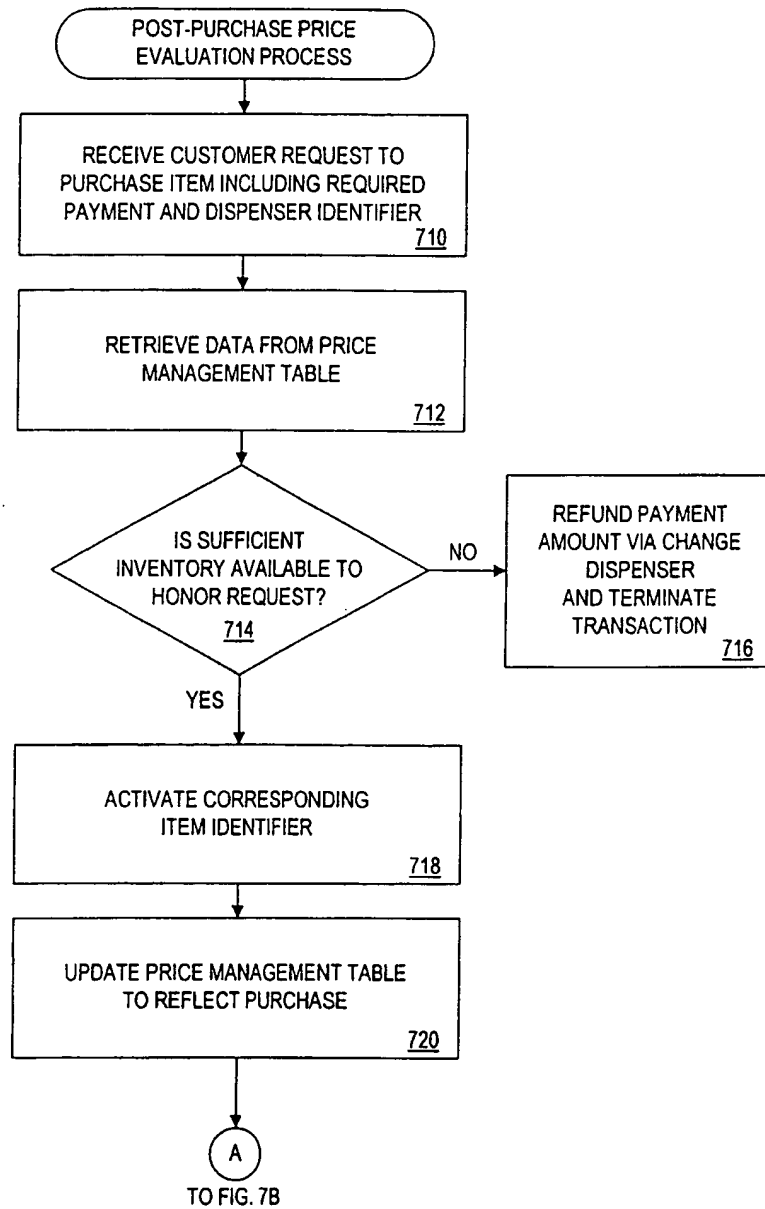 POST-PURCHASE PRICE
EVALUATION PROCESS
RECEIVE CUSTOMER REQUEST TO
PURCHASE ITEM INCLUDING REQUIRED
PAYMENT AND DISPENSER IDENTIFIER
710
RETRIEVE DATA FROM PRICE
MANAGEMENT TABLE
712
IS SUFFICIENT
INVENTORY AVAILABLE TO
HONOR REQUEST?
714
NO
REFUND PAYMENT
AMOUNT VIA CHANGE
DISPENSER
AND TERMINATE
TRANSACTION
716
YES
ACTIVATE CORRESPONDING
ITEM IDENTIFIER
718
UPDATE PRICE MANAGEMENT TABLE
TO REFLECT PURCHASE
720
A
TO FIG. 7B